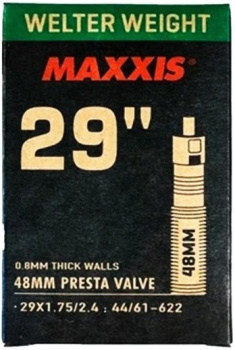 WELTER WEIGHT
MAXXIS®
29"
48MM
0.8MM THICK WALLS
48MM PRESTA VALVE
· 29X1.75/2.4 ; 44/61-622